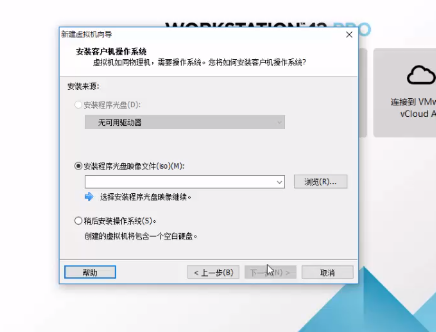 WORKSTATION 12 PRO
新建虚拟机向导
安装客户机操作系统
虚拟机如同物理机，需要操作系统。您将如何安装客户机操作系统?
安装来源:
安装程序光盘(D):
无可用驱动器
安装程序光盘映像文件(iso)(M):
浏览(R)...
选择安装程序光盘映像继续。
稍后安装操作系统(S)。
创建的虚拟机将包含一个空白硬盘。
帮助
< 上一步(B)
下一步(N) >
取消
连接到 VMw
vCloud A